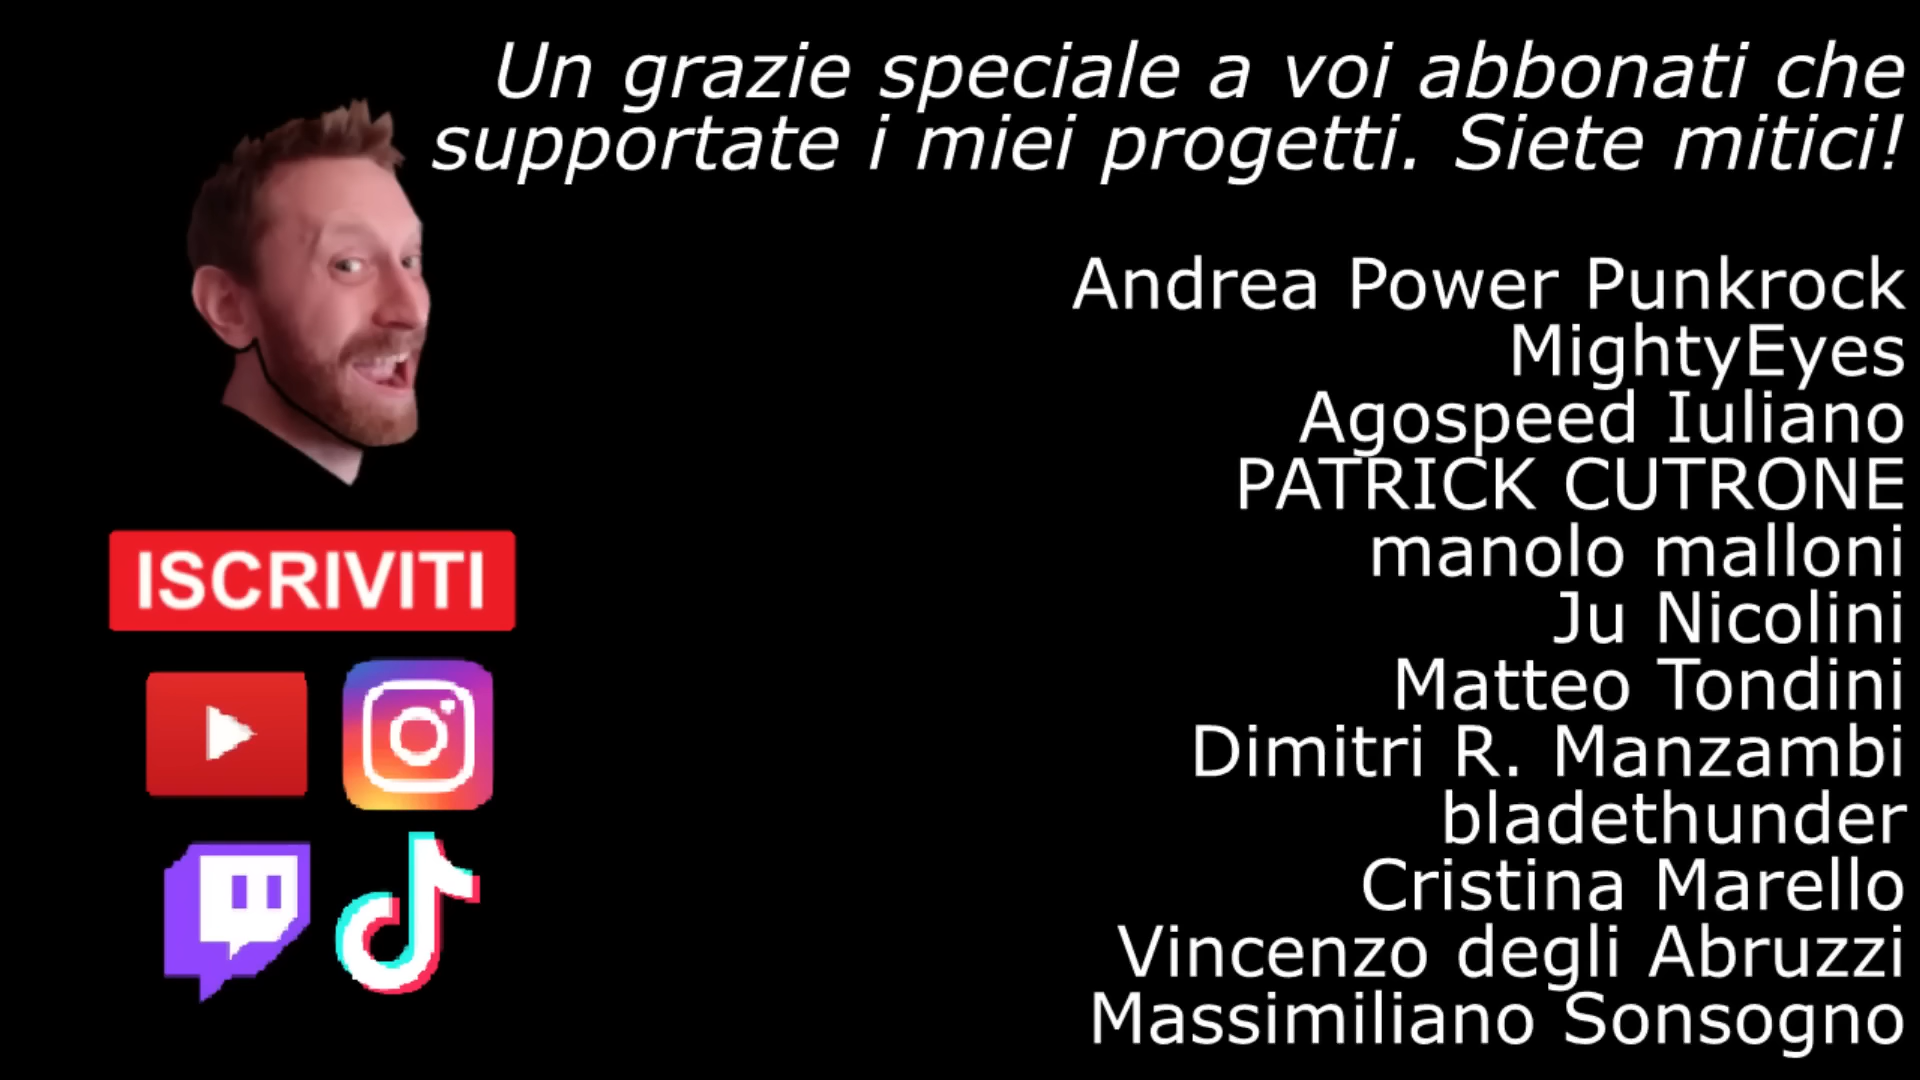 Un grazie speciale a voi abbonati che
supportate i miei progetti. Siete mitici!
Andrea Power Punkrock
MightyEyes
Agospeed Iuliano
PATRICK CUTRONE
manolo malloni
Ju Nicolini
Matteo Tondini
Dimitri R. Manzambi
bladethunder
Cristina Marello
Vincenzo degli Abruzzi
Massimiliano Sonsogno
ISCRIVITI